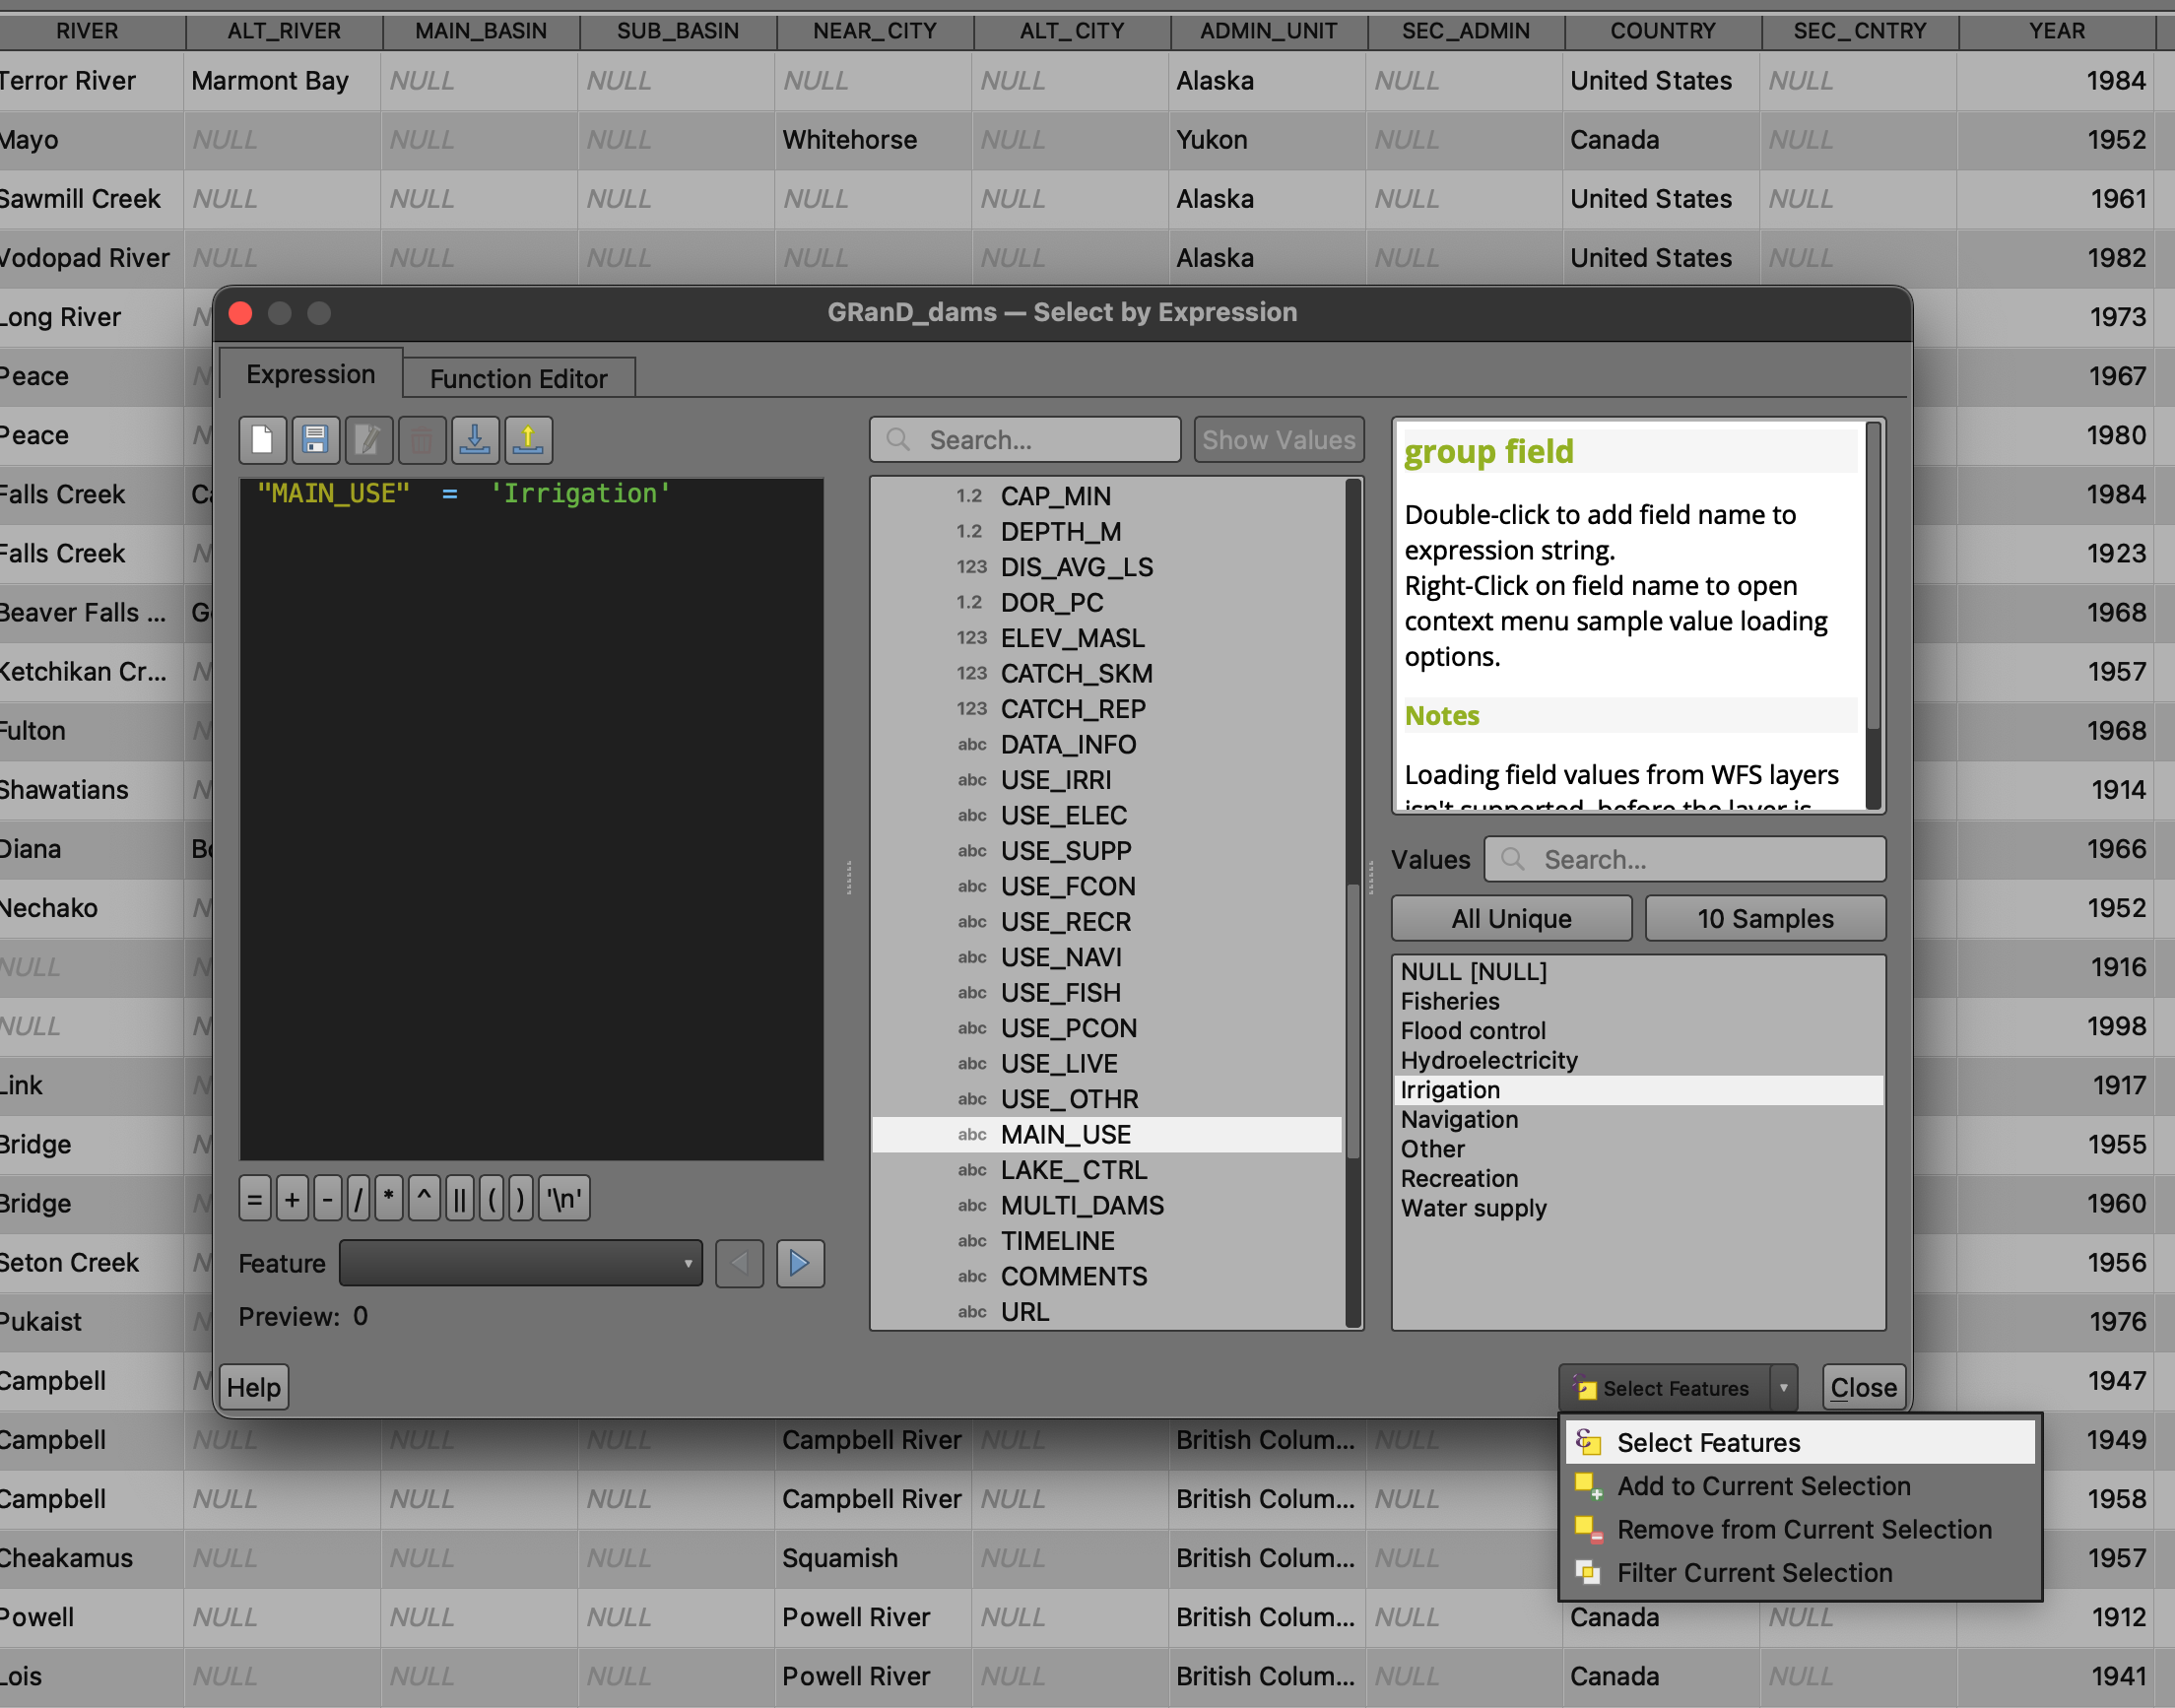 RIVER ALT_RIVER MAIN_BASIN SUB_BASIN NEAR_CITY ALT_CITY ADMIN_UNIT SEC_ADMIN COUNTRY SEC_CNTRY YEAR
Terror River Marmont Bay NULL NULL NULL NULL Alaska NULL United States NULL 1984
Mayo NULL NULL NULL Whitehorse NULL Yukon NULL Canada NULL 1952
Sawmill Creek NULL NULL NULL NULL NULL Alaska NULL United States NULL 1961
Vodopad River NULL NULL NULL NULL NULL Alaska NULL United States NULL 1982
Long River 1973
Peace 1967
Peace 1980
Falls Creek 1984
Falls Creek 1923
Beaver Falls ... 1968
Ketchikan Cr... 1957
Fulton 1968
Shawatians 1914
Diana 1966
Nechako 1952
NULL 1916
NULL 1998
Link 1917
Bridge 1955
Bridge 1960
Seton Creek 1956
Pukaist 1976
Campbell 1947
GRanD_dams — Select by Expression
Expression Function Editor
"MAIN_USE" = 'Irrigation'
= + - / * ^ || ( ) '\n'
Feature
Preview: 0
Search... Show Values
1.2 CAP_MIN
1.2 DEPTH_M
123 DIS_AVG_LS
1.2 DOR_PC
123 ELEV_MASL
123 CATCH_SKM
123 CATCH_REP
abc DATA_INFO
abc USE_IRRI
abc USE_ELEC
abc USE_SUPP
abc USE_FCON
abc USE_RECR
abc USE_NAVI
abc USE_FISH
abc USE_PCON
abc USE_LIVE
abc USE_OTHR
abc MAIN_USE
abc LAKE_CTRL
abc MULTI_DAMS
abc TIMELINE
abc COMMENTS
abc URL
group field
Double-click to add field name to
expression string.
Right-Click on field name to open
context menu sample value loading
options.
Notes
Loading field values from WFS layers
isn't supported, before the layer is
Values Search...
All Unique 10 Samples
NULL [NULL]
Fisheries
Flood control
Hydroelectricity
Irrigation
Navigation
Other
Recreation
Water supply
Help Select Features Close
Select Features
Add to Current Selection
Remove from Current Selection
Filter Current Selection
Campbell NULL NULL NULL Campbell River NULL British Colum... NULL 1949
Campbell NULL NULL NULL Campbell River NULL British Colum... NULL 1958
Cheakamus NULL NULL NULL Squamish NULL British Colum... NULL 1957
Powell NULL NULL NULL Powell River NULL British Colum... NULL Canada NULL 1912
Lois NULL NULL NULL Powell River NULL British Colum... NULL Canada NULL 1941